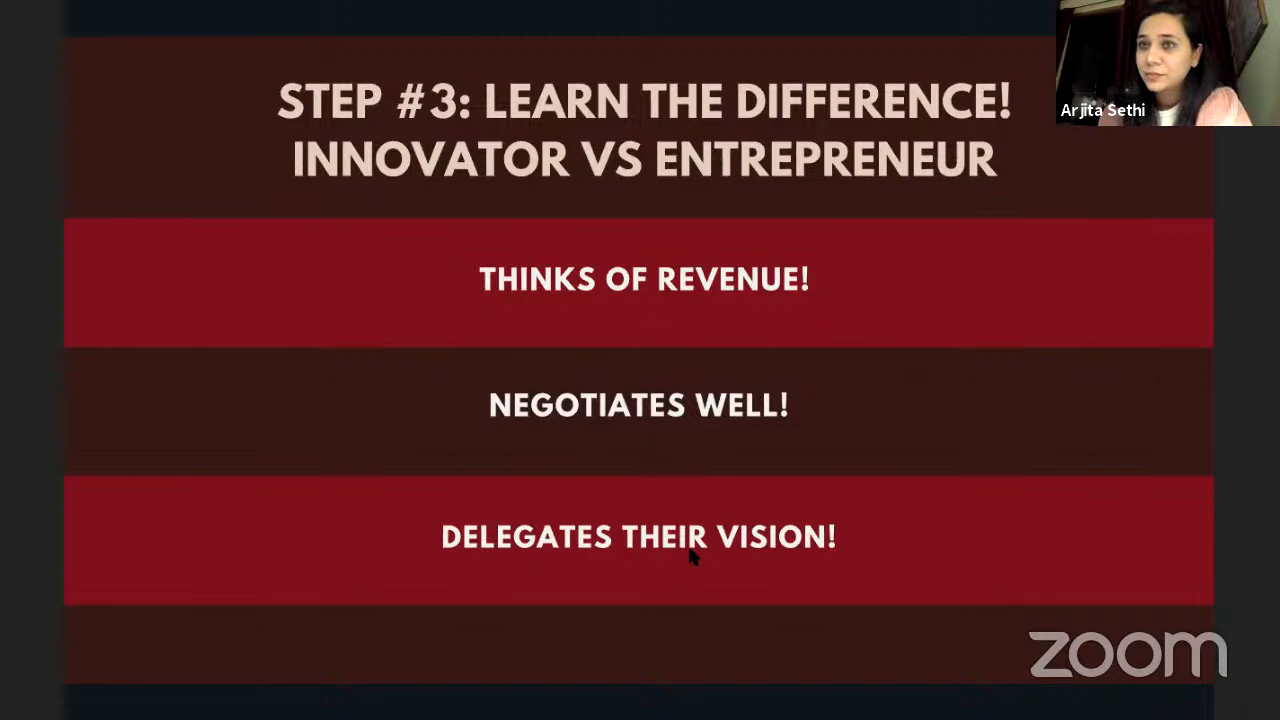 STEP #3: LEARN THE DIFFERENCE!
INNOVATOR VS ENTREPRENEUR
Arjita Sethi
THINKS OF REVENUE!
NEGOTIATES WELL!
DELEGATES THEIR VISION!
zoom